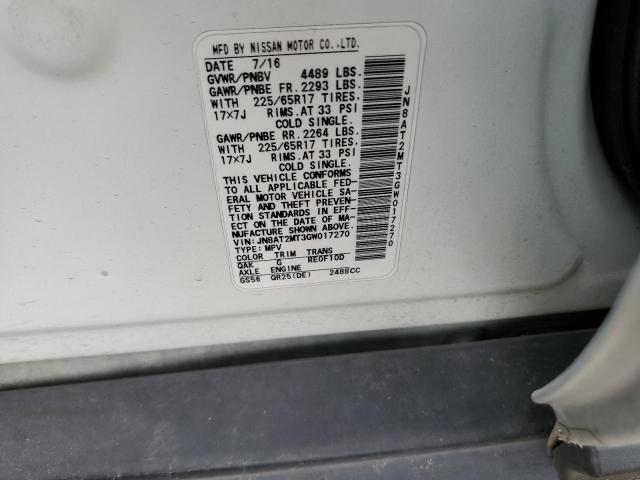 MFD BY NISSAN MOTOR CO.,LTD.
DATE 7/16
GVWR/PNBV 4489 LBS.
GAWR/PNBE FR. 2293 LBS.
WITH 225/65R17 TIRES.
17×7J RIMS.AT 33 PSI
COLD SINGLE.
GAWR/PNBE RR. 2264 LBS.
WITH 225/65R17 TIRES.
17×7J RIMS.AT 33 PSI
COLD SINGLE.
THIS VEHICLE CONFORMS
TO ALL APPLICABLE FED-
ERAL MOTOR VEHICLE SA-
FETY AND THEFT PREVEN-
TION STANDARDS IN EFF-
ECT ON THE DATE OF MA-
NUFACTURE SHOWN ABOVE.
VIN: JN8AT2MT3GW017270
TYPE: MPV
COLOR TRIM TRANS
QAK G RE0F10D
AXLE ENGINE
GS56 QR25(DE) 2488CC
JN8AT2MT3GW017270